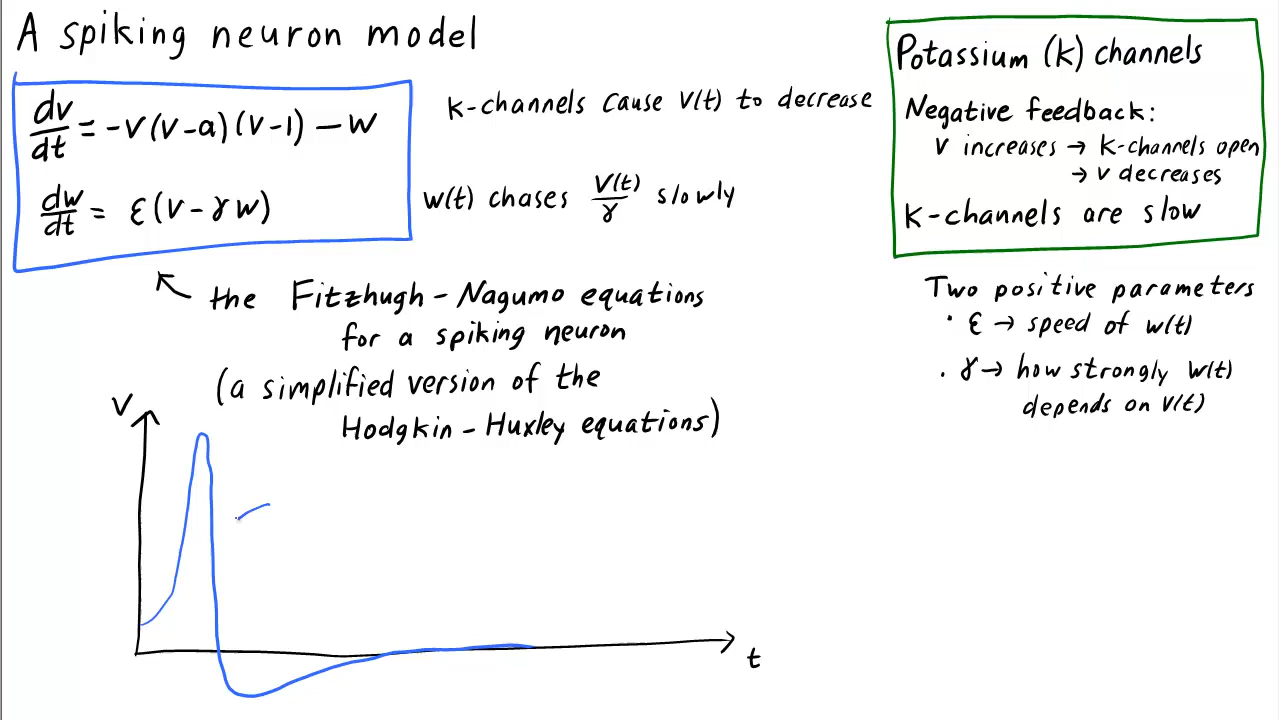 A spiking neuron model
dv/dt = -v(v-a)(v-1) - w
dw/dt = ε(v-γw)
K-channels cause v(t) to decrease
w(t) chases v(t)/γ slowly
Potassium (K) channels
Negative feedback:
v increases → K-channels open
→ v decreases
K-channels are slow
the Fitzhugh-Nagumo equations
for a spiking neuron
(a simplified version of the
Hodgkin-Huxley equations)
Two positive parameters
· ε → speed of w(t)
· γ → how strongly w(t)
depends on v(t)
v
t